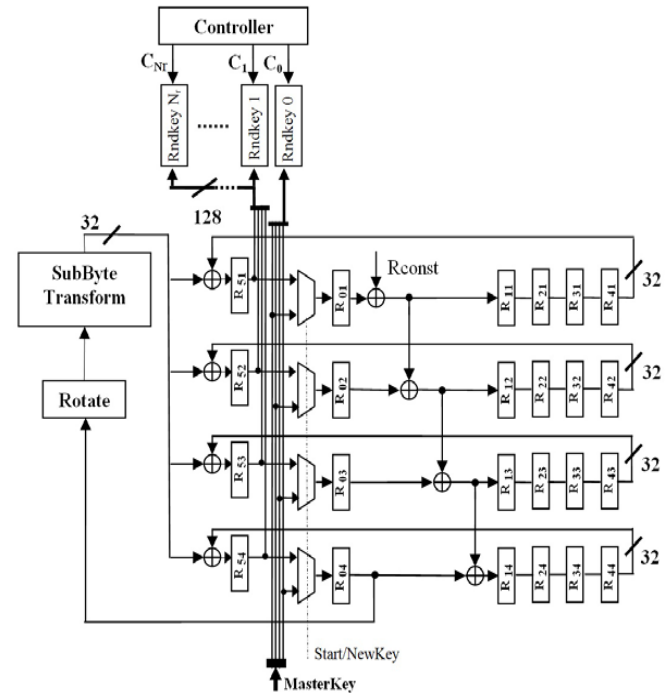 Controller
C_Nr C_1 C_0
Rndkey N_r
Rndkey 1
Rndkey 0
128
32
SubByte
Transform
Rotate
Rconst
R 51
R 01
R 11
R 21
R 31
R 41
32
R 52
R 02
R 12
R 22
R 32
R 42
32
R 53
R 03
R 13
R 23
R 33
R 43
32
R 54
R 04
R 14
R 24
R 34
R 44
32
Start/NewKey
MasterKey